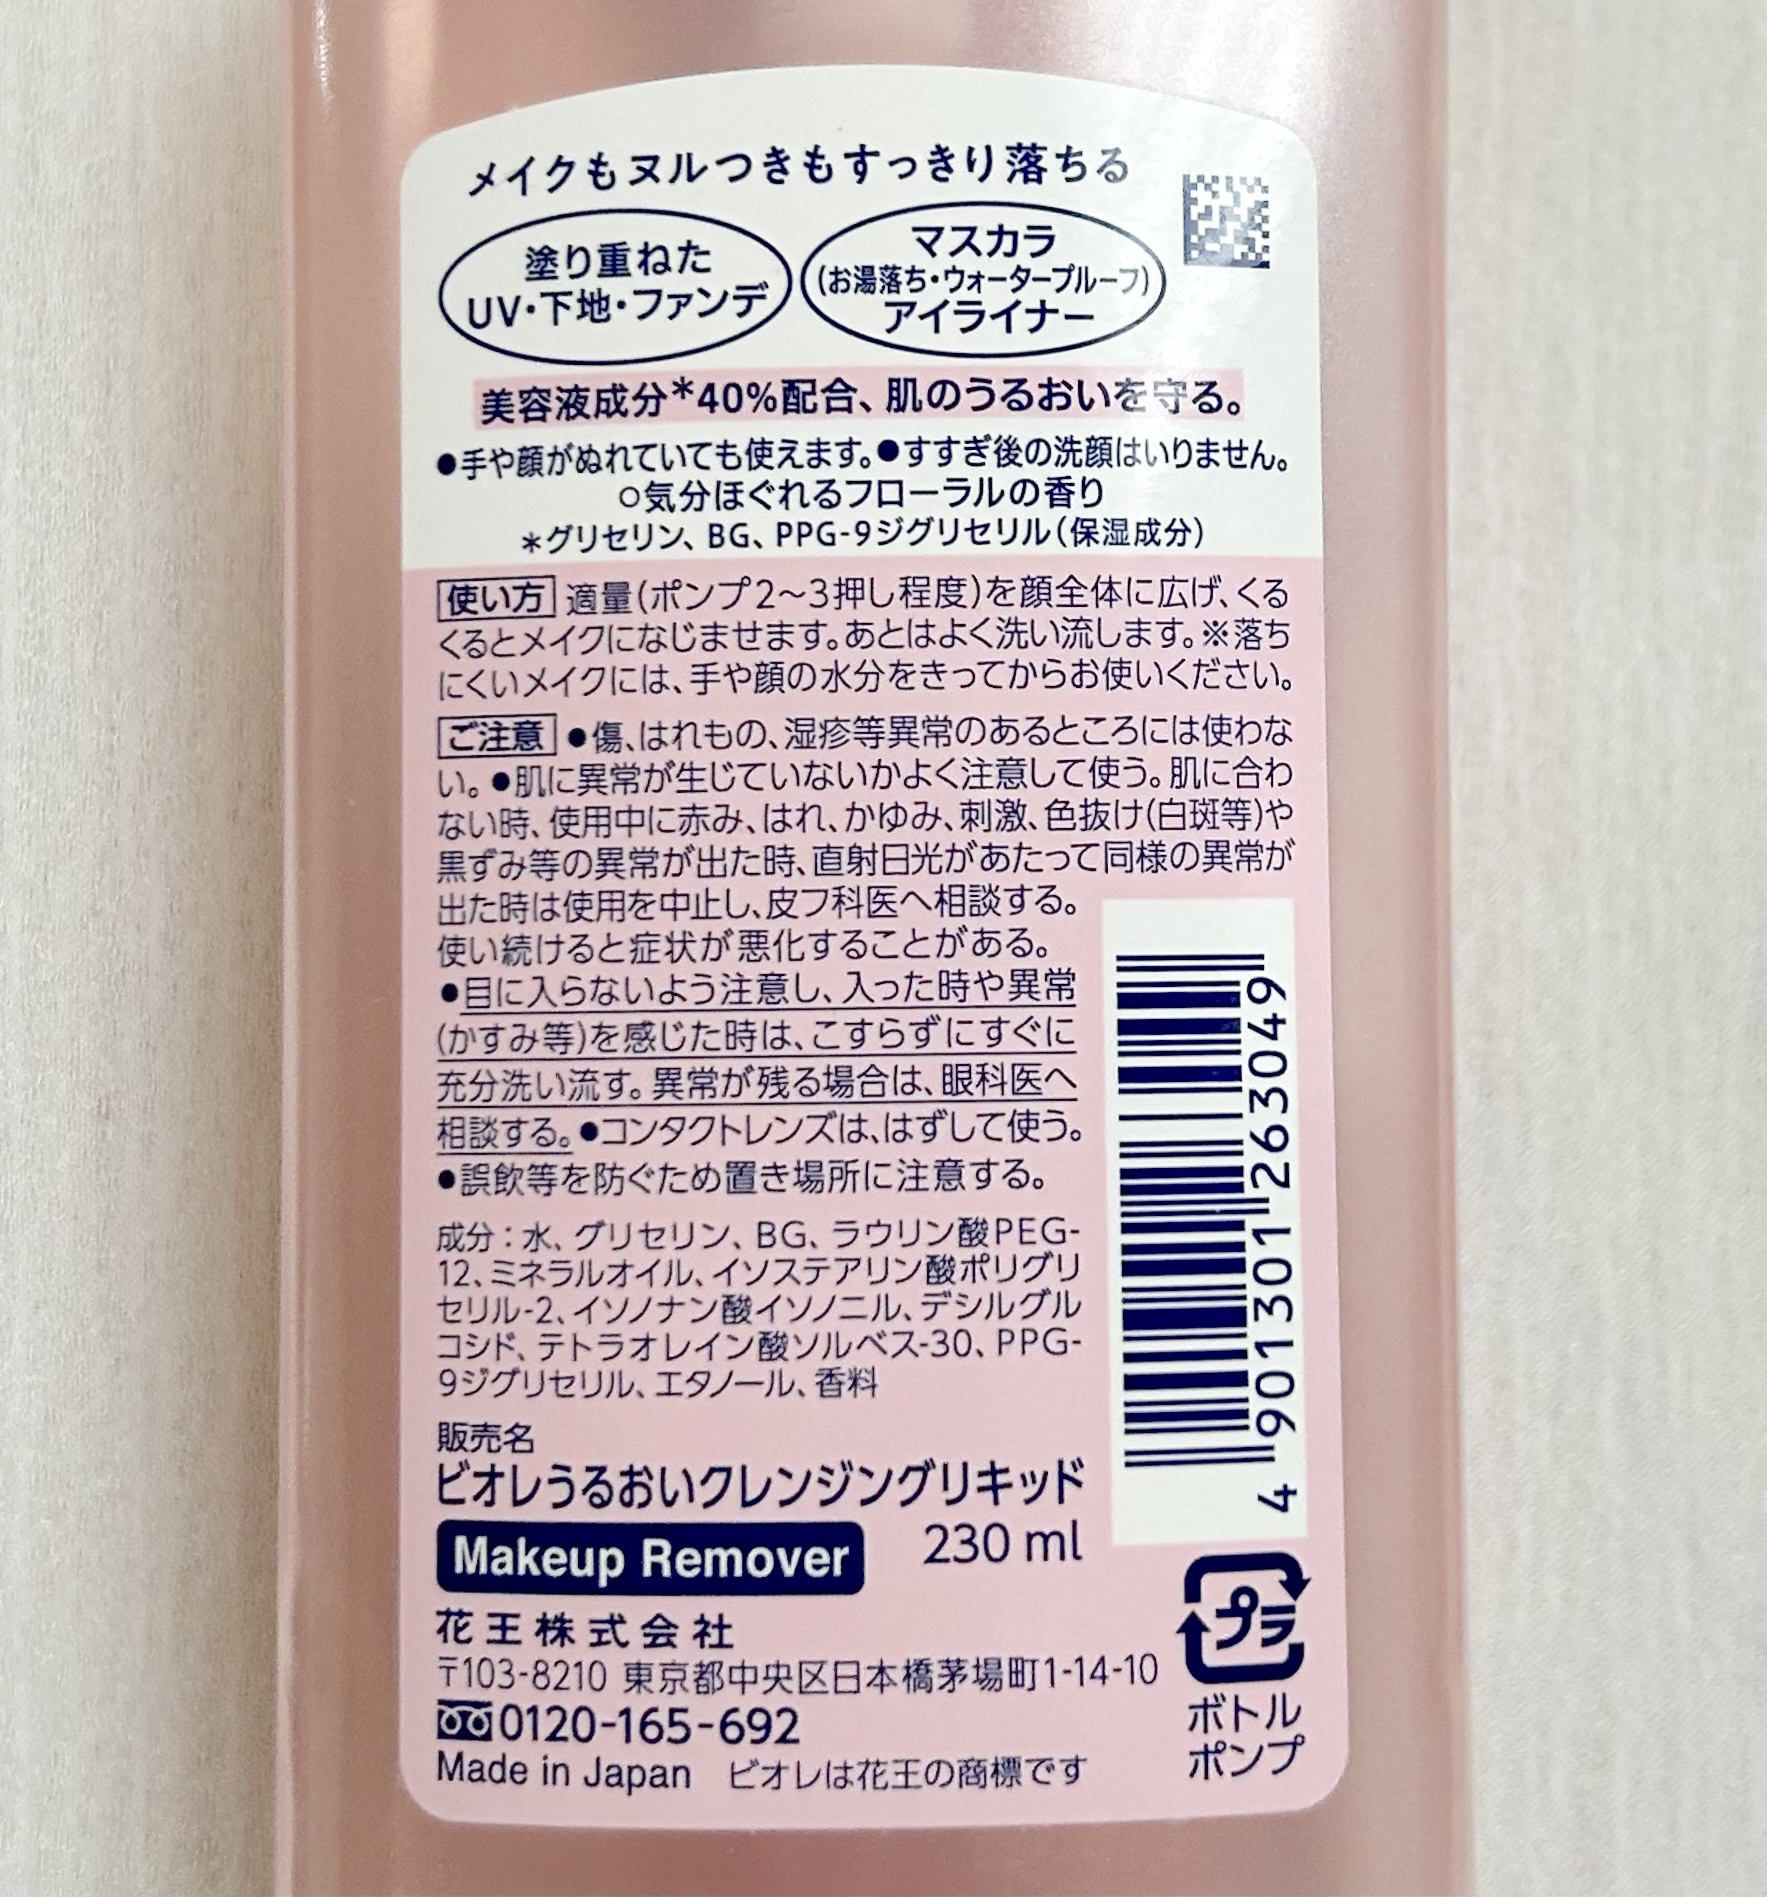 メイクもヌルつきもすっきり落ちる
塗り重ねた
UV・下地・ファンデ
マスカラ
(お湯落ち・ウォータープルーフ)
アイライナー
美容液成分*40%配合、肌のうるおいを守る。
●手や顔がぬれていても使えます。●すすぎ後の洗顔はいりません。
○気分ほぐれるフローラルの香り
*グリセリン、BG、PPG-9ジグリセリル(保湿成分)
使い方 適量(ポンプ2〜3押し程度)を顔全体に広げ、くる
くるとメイクになじませます。あとはよく洗い流します。※落ち
にくいメイクには、手や顔の水分をきってからお使いください。
ご注意 ●傷、はれもの、湿疹等異常のあるところには使わな
い。●肌に異常が生じていないかよく注意して使う。肌に合わ
ない時、使用中に赤み、はれ、かゆみ、刺激、色抜け(白斑等)や
黒ずみ等の異常が出た時、直射日光があたって同様の異常が
出た時は使用を中止し、皮フ科医へ相談する。
使い続けると症状が悪化することがある。
●目に入らないよう注意し、入った時や異常
(かすみ等)を感じた時は、こすらずにすぐに
充分洗い流す。異常が残る場合は、眼科医へ
相談する。●コンタクトレンズは、はずして使う。
●誤飲等を防ぐため置き場所に注意する。
成分:水、グリセリン、BG、ラウリン酸PEG-
12、ミネラルオイル、イソステアリン酸ポリグリ
セリル-2、イソノナン酸イソノニル、デシルグル
コシド、テトラオレイン酸ソルベス-30、PPG-
9ジグリセリル、エタノール、香料
販売名
ビオレうるおいクレンジングリキッド
Makeup Remover 230 ml
花王株式会社
〒103-8210 東京都中央区日本橋茅場町1-14-10
0120-165-692
Made in Japan ビオレは花王の商標です
4 901301 263049
プラ
ボトル
ポンプ